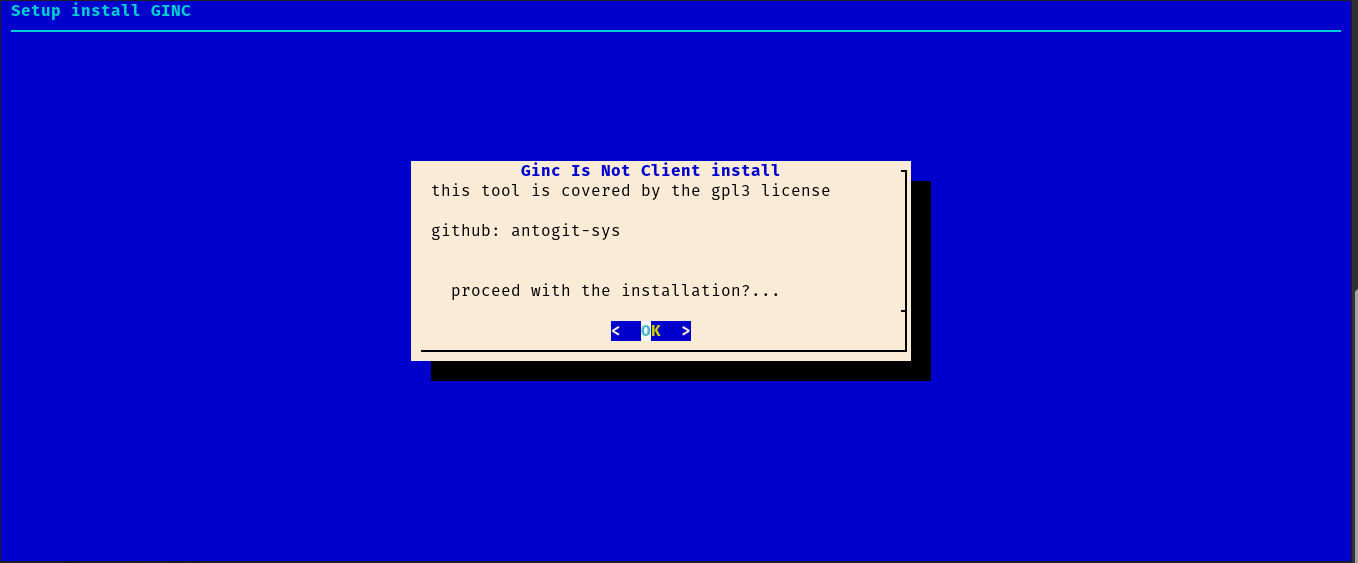 Setup install GINC
Ginc Is Not Client install
this tool is covered by the gpl3 license
github: antogit-sys
proceed with the installation?...
<  OK  >